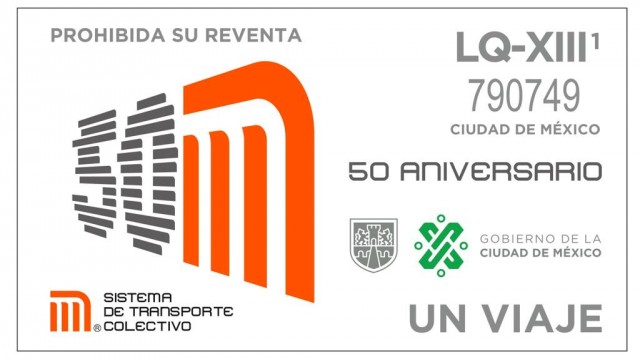 PROHIBIDA SU REVENTA
LQ-XIII¹
790749
CIUDAD DE MÉXICO
50
50 ANIVERSARIO
GOBIERNO DE LA
CIUDAD DE MÉXICO
SISTEMA
DE TRANSPORTE
COLECTIVO
®
UN VIAJE